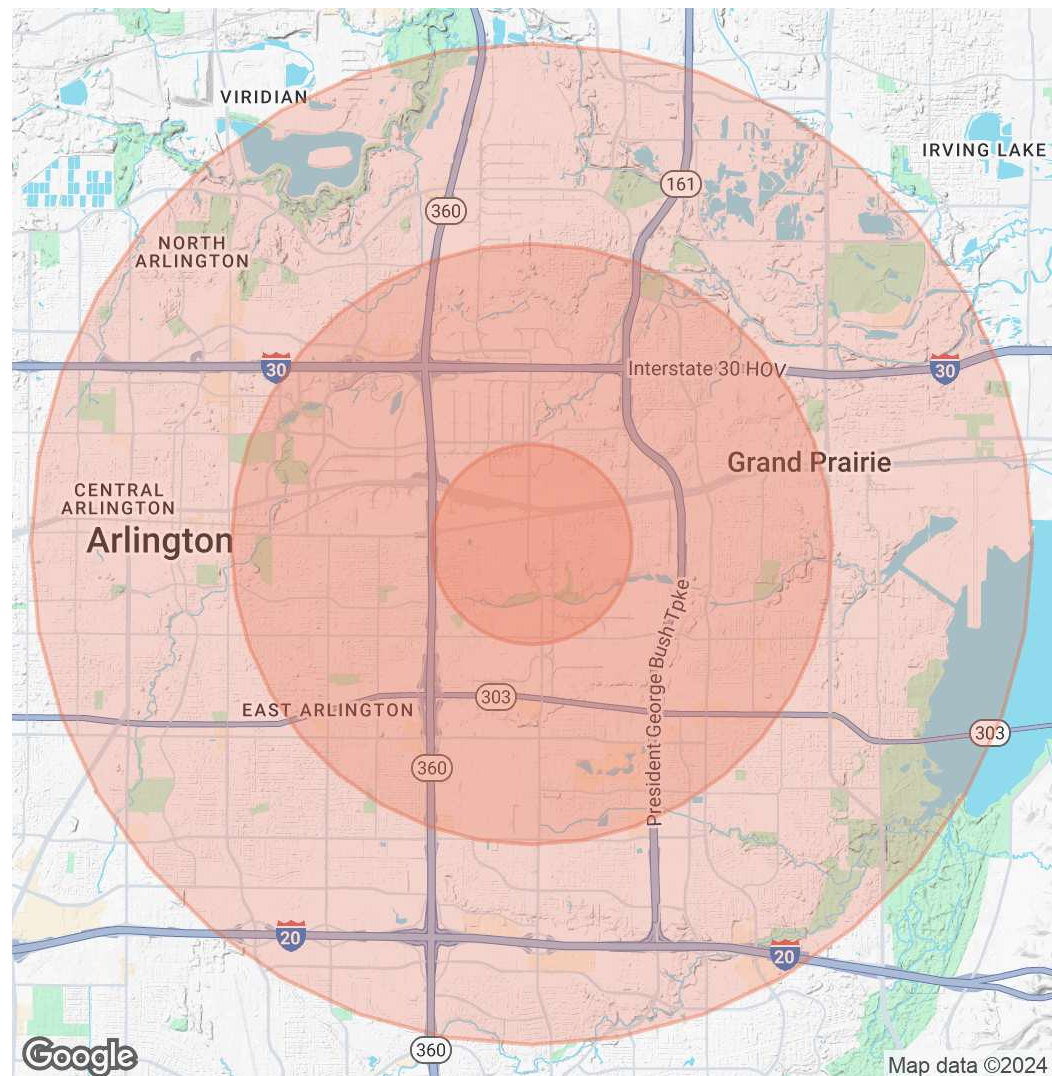 VIRIDIAN
IRVING LAKE
161
360
NORTH
ARLINGTON
30
Interstate 30 HOV
30
Grand Prairie
CENTRAL
ARLINGTON
Arlington
President George Bush Tpke
EAST ARLINGTON
303
303
360
20
20
360
Google
Map data ©2024